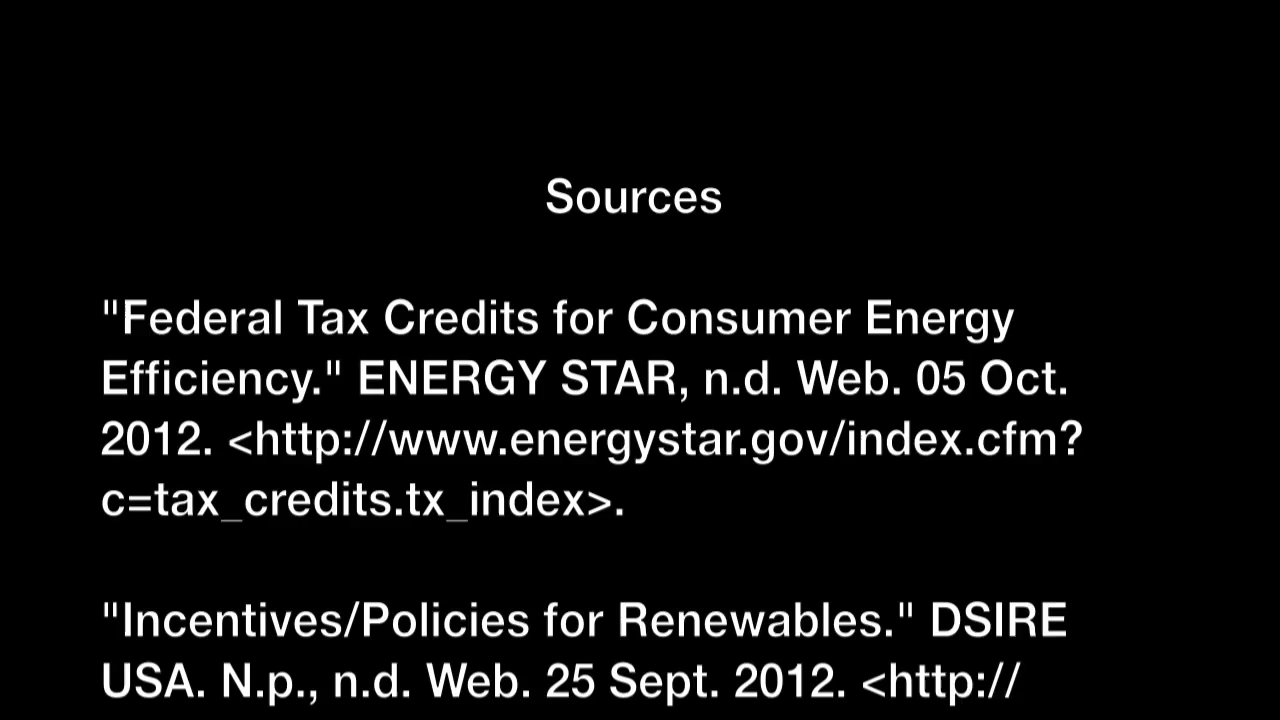 Sources
"Federal Tax Credits for Consumer Energy
Efficiency." ENERGY STAR, n.d. Web. 05 Oct.
2012. <http://www.energystar.gov/index.cfm?
c=tax_credits.tx_index>.
"Incentives/Policies for Renewables." DSIRE
USA. N.p., n.d. Web. 25 Sept. 2012. <http://